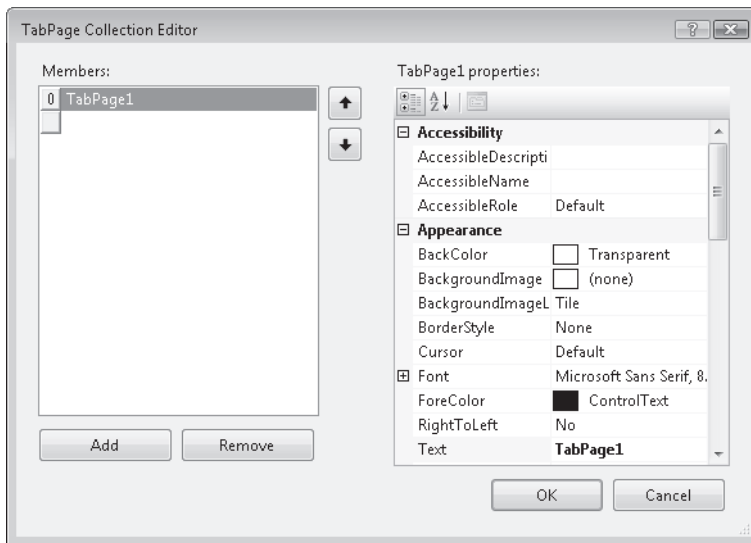 TabPage Collection Editor
Members:
0 TabPage1
Add
Remove
TabPage1 properties:
Accessibility
AccessibleDescripti
AccessibleName
AccessibleRole Default
Appearance
BackColor Transparent
BackgroundImage (none)
BackgroundImageL Tile
BorderStyle None
Cursor Default
Font Microsoft Sans Serif, 8.
ForeColor ControlText
RightToLeft No
Text TabPage1
OK
Cancel